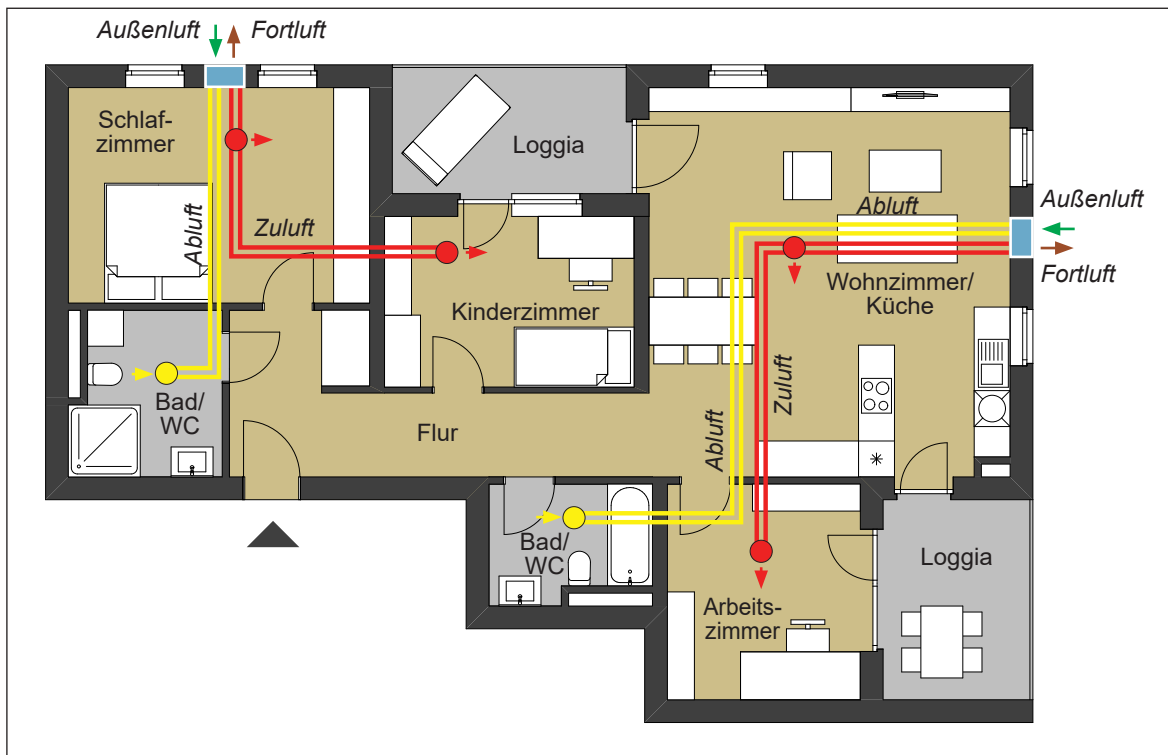 Außenluft Fortluft
Schlaf-
zimmer
Loggia
Abluft
Zuluft
Kinderzimmer
Abluft
Außenluft
Fortluft
Wohnzimmer/
Küche
Zuluft
Abluft
Bad/
WC
Flur
Bad/
WC
Arbeits-
zimmer
Loggia